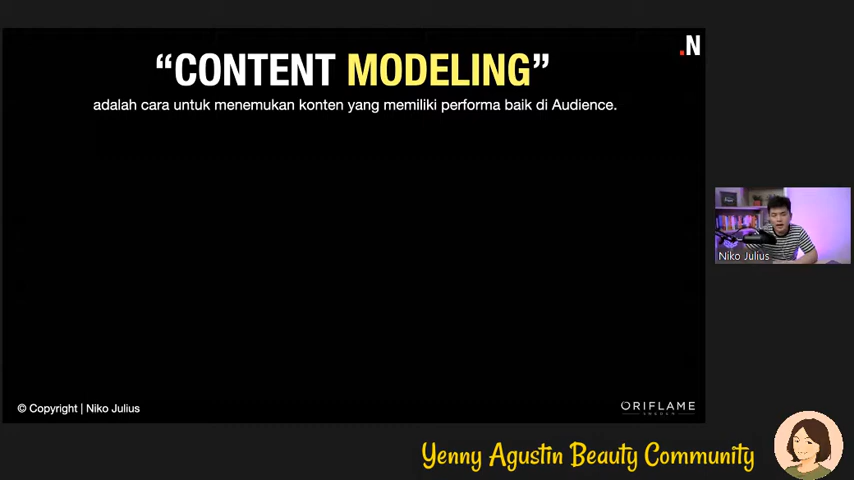 .N
“CONTENT MODELING”
adalah cara untuk menemukan konten yang memiliki performa baik di Audience.
Niko Julius
© Copyright | Niko Julius
ORIFLAME
SWEDEN
Yenny Agustin Beauty Community